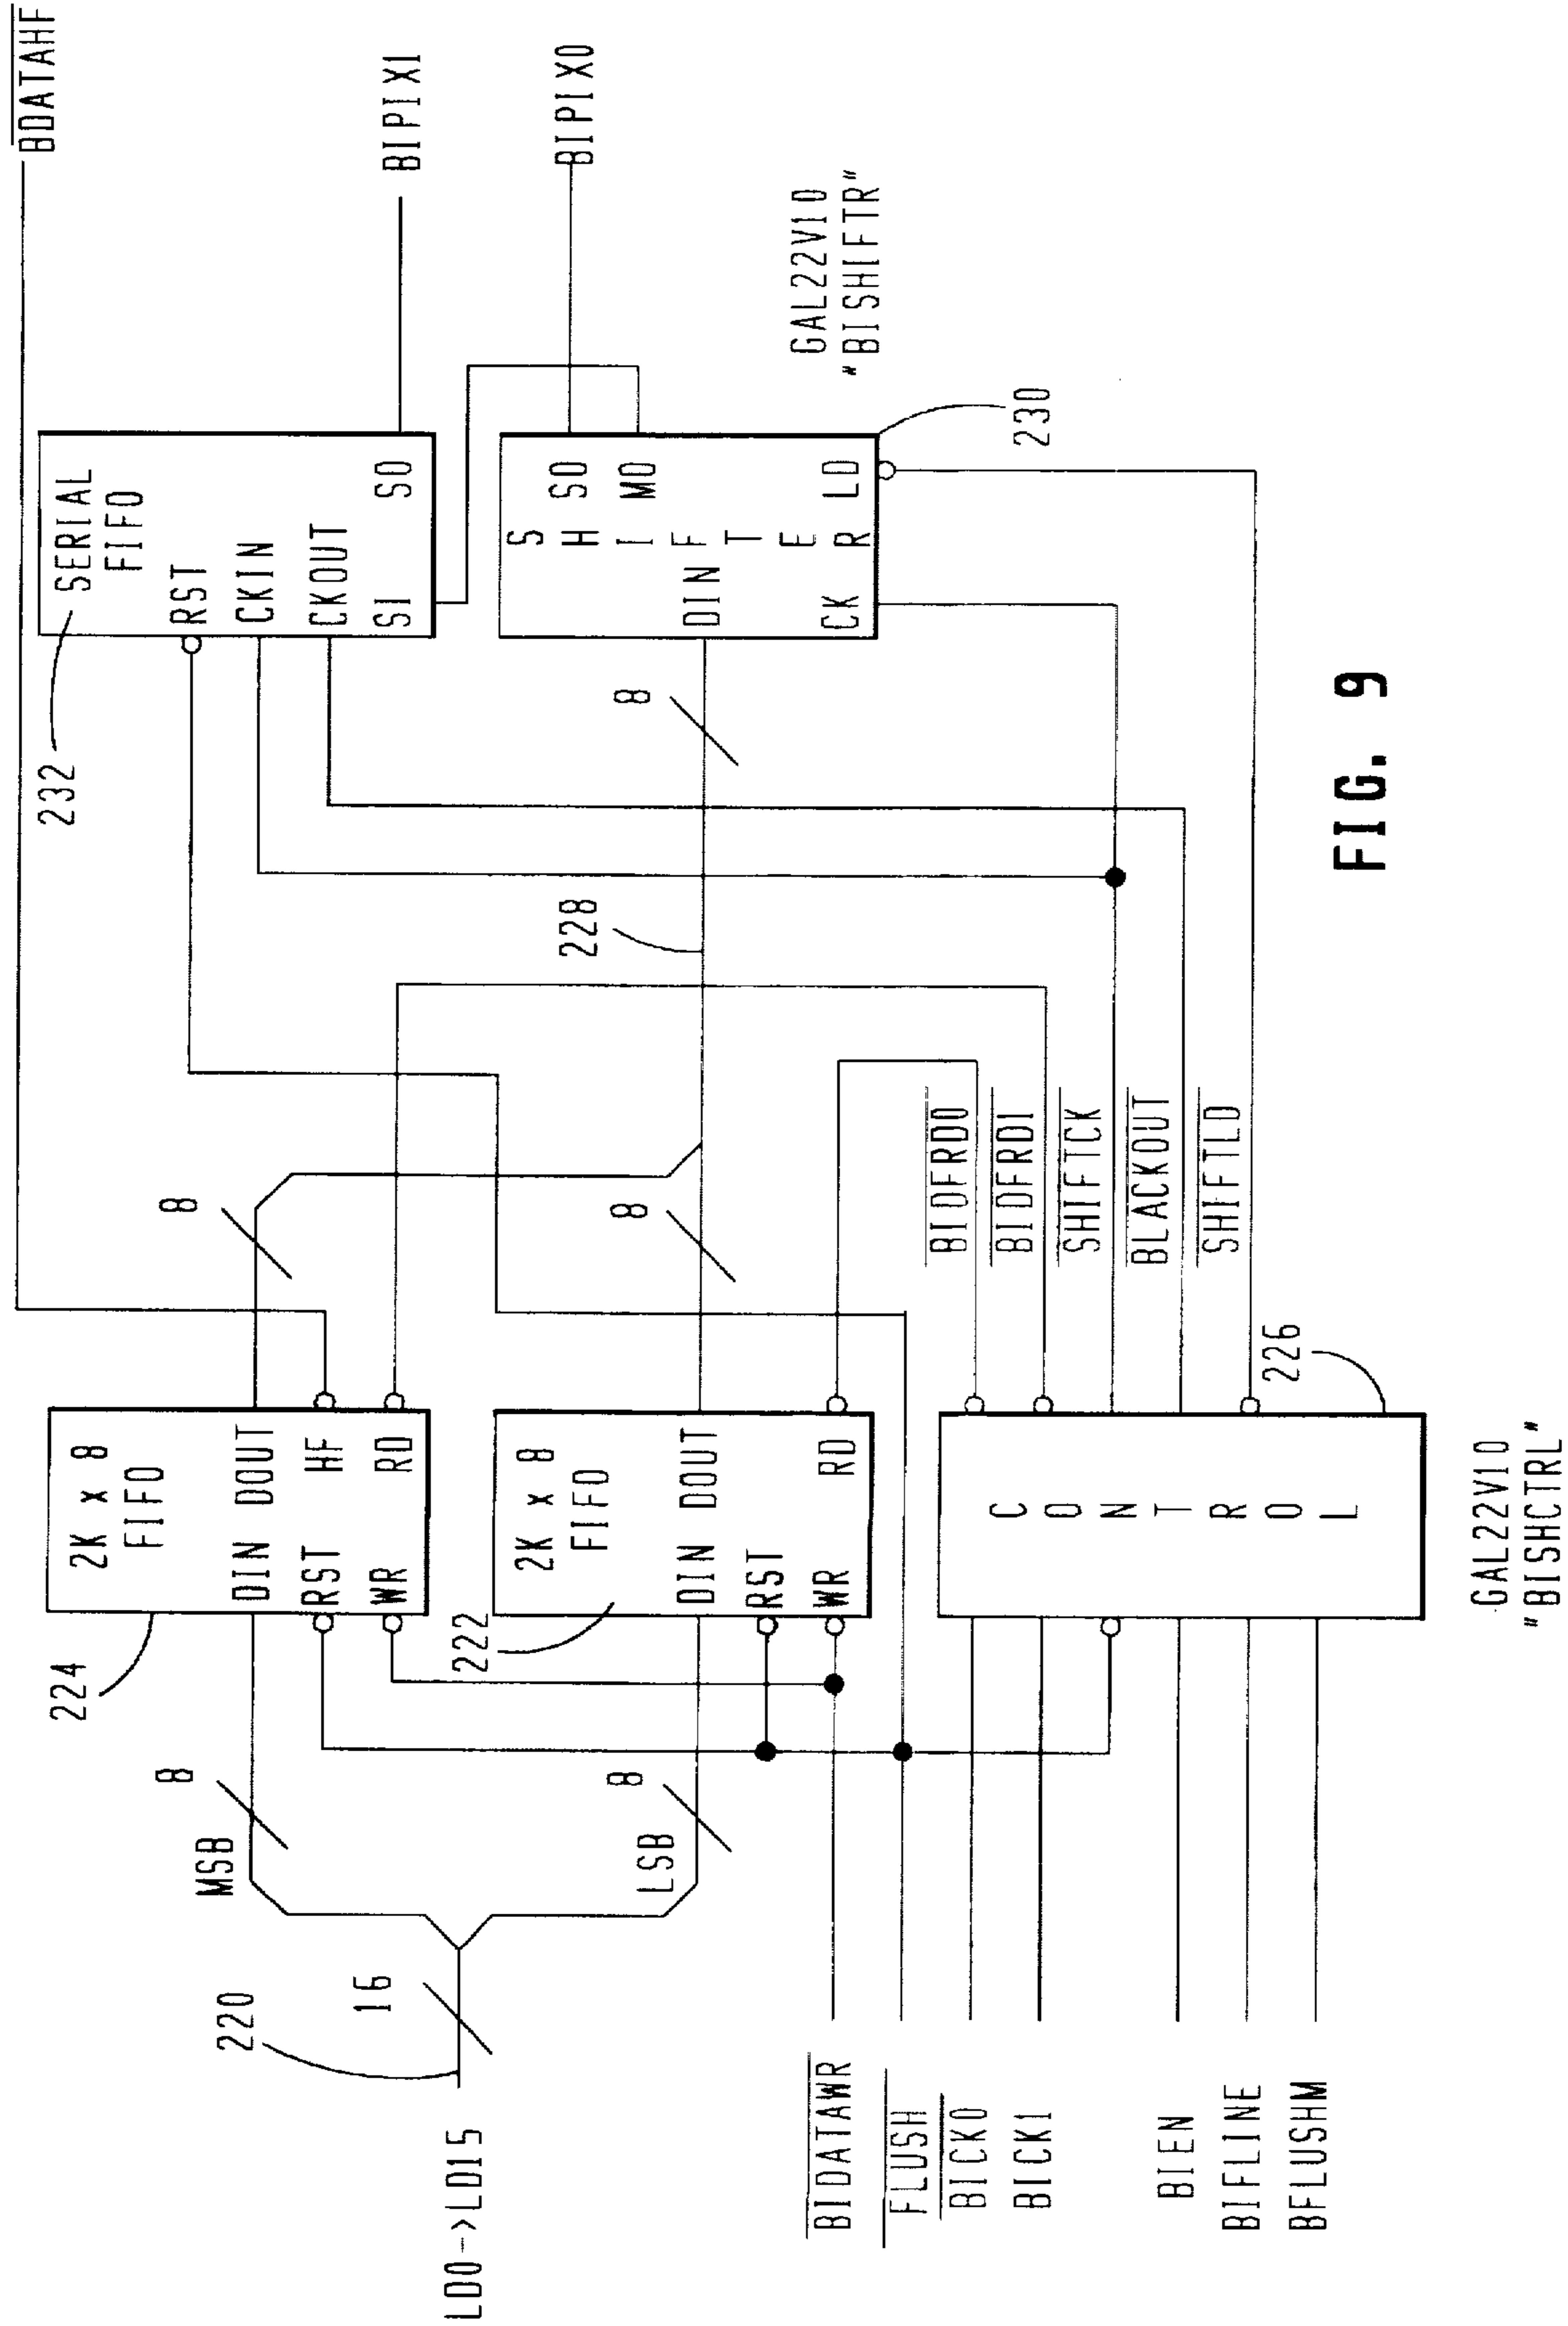 BDATAHF
BIPIX1
BIPIX0
GAL22V10
"BISHIFTR"
232
SERIAL
FIFO
RST
CKIN
CKOUT
SI SO
SHIFTER
SO
MO
DIN
CK LD
230
8
228
8
8
224
2K x 8
FIFO
DIN DOUT
RST HF
WR RD
222
2K x 8
FIFO
DIN DOUT
RST
WR RD
CONTROL
226
GAL22V10
"BISHCTRL"
BIDFRD0
BIDFRD1
SHIFTCK
BLACKOUT
SHIFTLD
MSB
8
LSB
8
220
16
LD0->LD15
BIDATAWR
FLUSH
BICK0
BICK1
BIEN
BIFLINE
BFLUSHM
FIG. 9